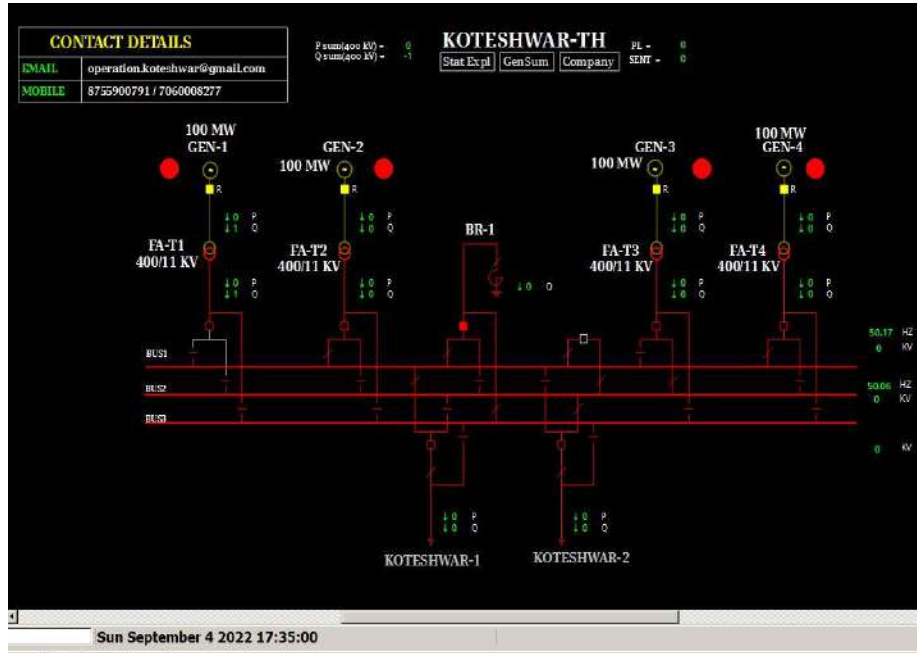 CONTACT DETAILS
EMAIL operation.koteshwar@gmail.com
MOBILE 8755900791 / 7060008277
P sum(400 kV) - 0
Q sum(400 kV) - -1
KOTESHWAR-TH
Stat Expl GenSum Company
PL - 0
SENT - 0
100 MW
GEN-1
GEN-2
100 MW
GEN-3
100 MW
100 MW
GEN-4
R R R R
↓0 P ↓0 P ↓0 P ↓0 P
↓1 Q ↓0 Q ↓0 Q ↓0 Q
BR-1
FA-T1
400/11 KV
FA-T2
400/11 KV
FA-T3
400/11 KV
FA-T4
400/11 KV
↓0 P ↓0 P ↓0 P ↓0 P
↓1 Q ↓0 Q ↓0 Q ↓0 Q
↓0 Q
50.17 HZ
0 KV
BUS1
50.06 HZ
0 KV
BUS2
BUS3
0 KV
↓0 P ↓0 P
↓0 Q ↓0 Q
KOTESHWAR-1
KOTESHWAR-2
Sun September 4 2022 17:35:00